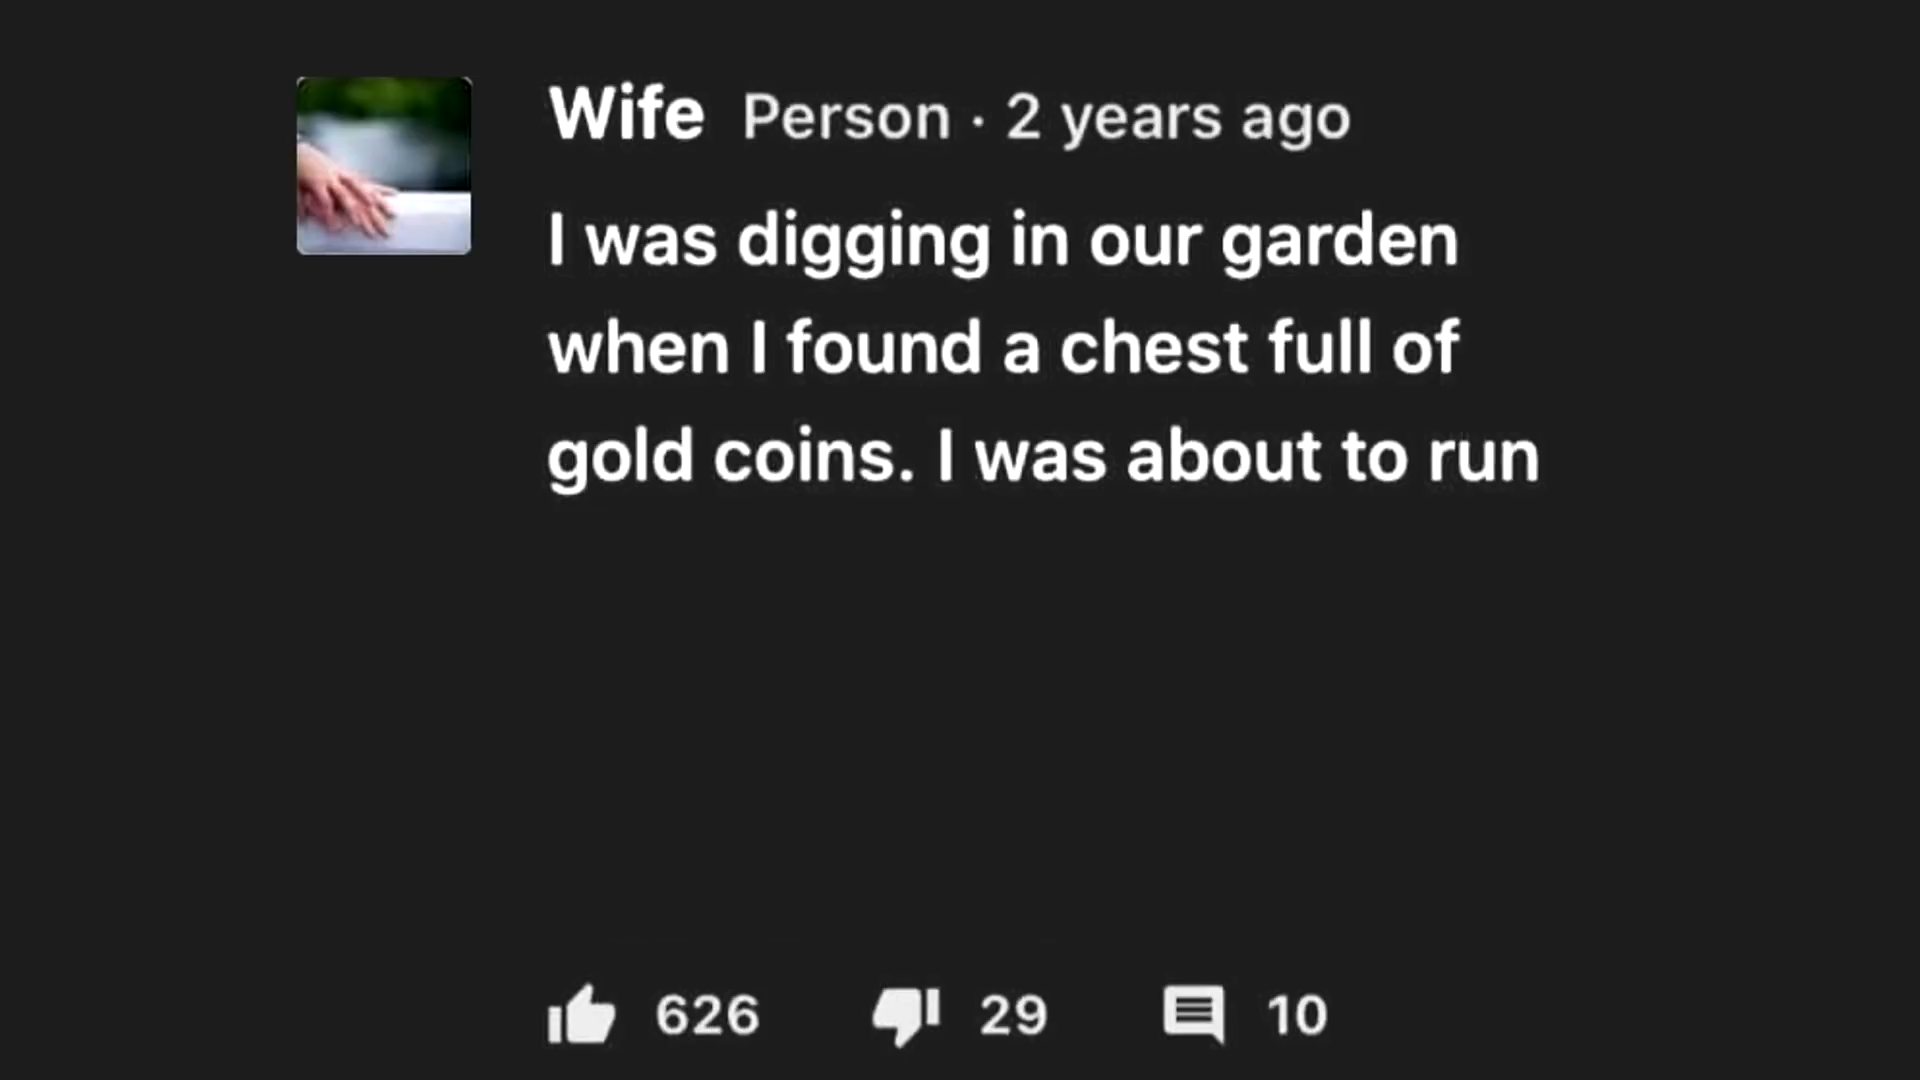 Wife Person · 2 years ago
I was digging in our garden
when I found a chest full of
gold coins. I was about to run
626 29 10